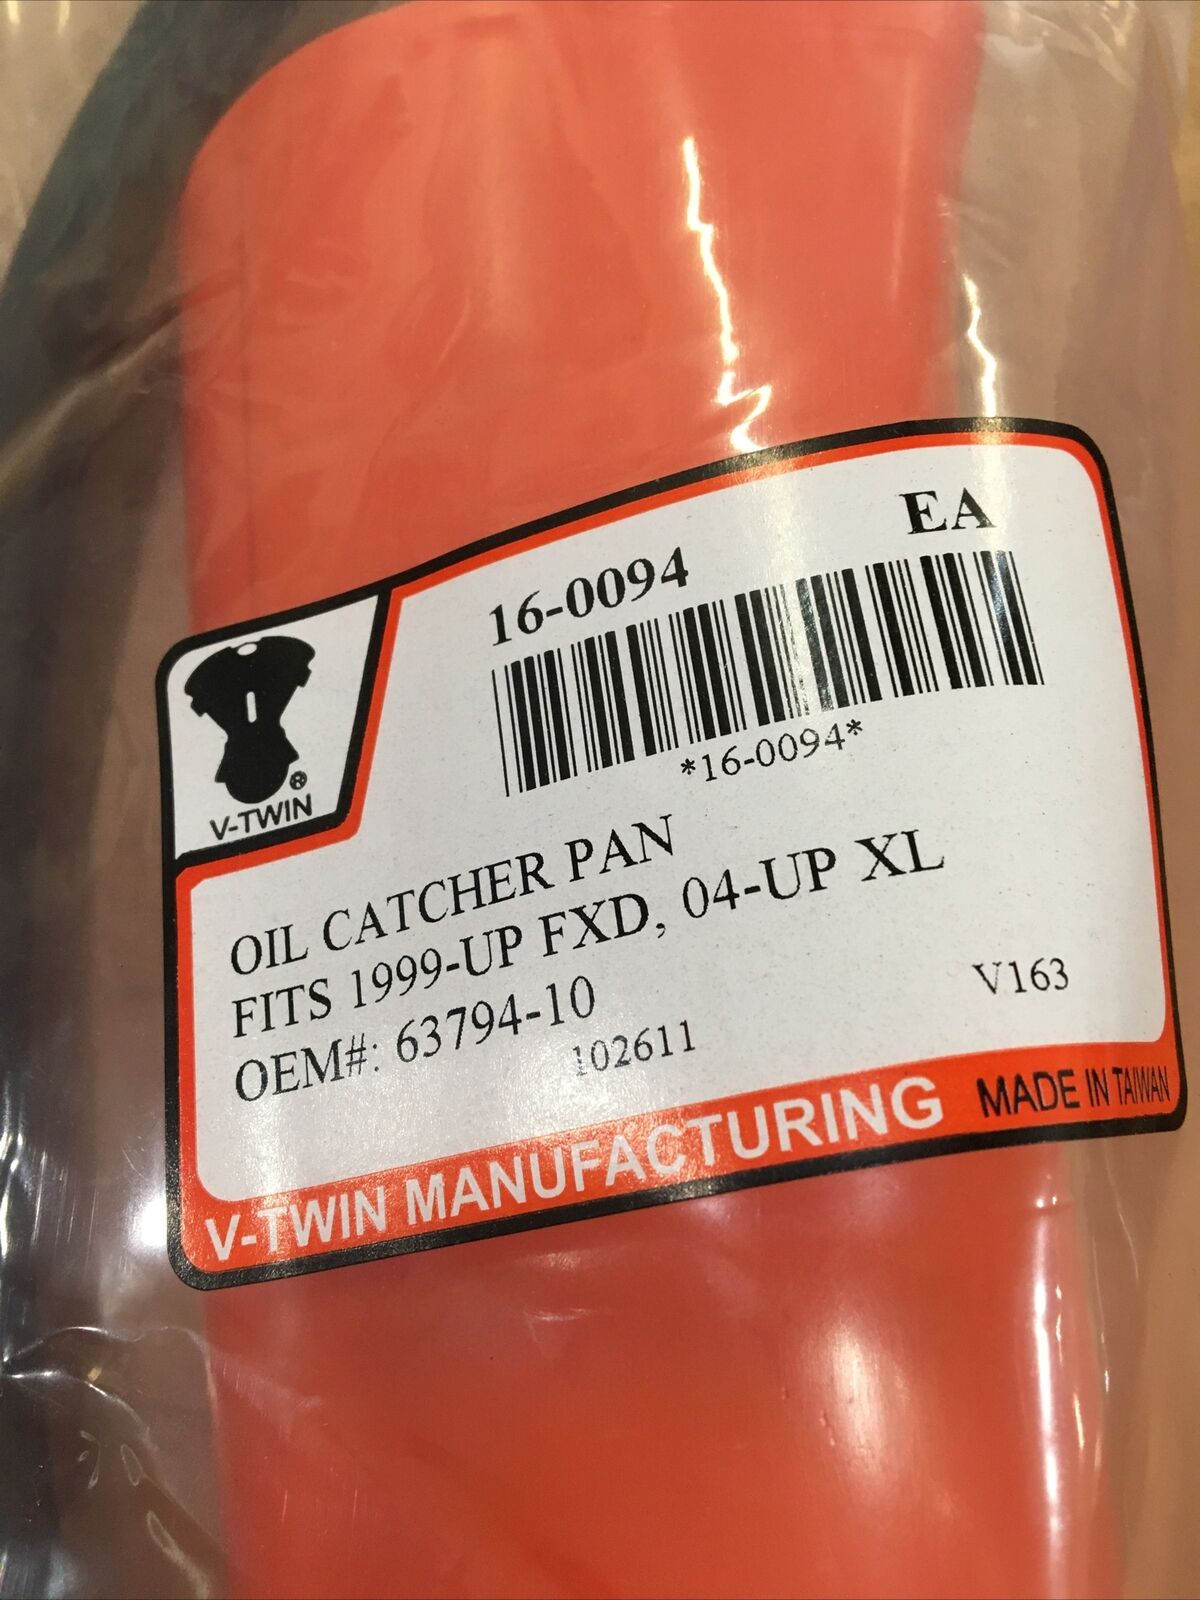 EA
16-0094
*16-0094*
®
V-TWIN
OIL CATCHER PAN
FITS 1999-UP FXD, 04-UP XL
OEM#: 63794-10
V163
102611
V-TWIN MANUFACTURING MADE IN TAIWAN